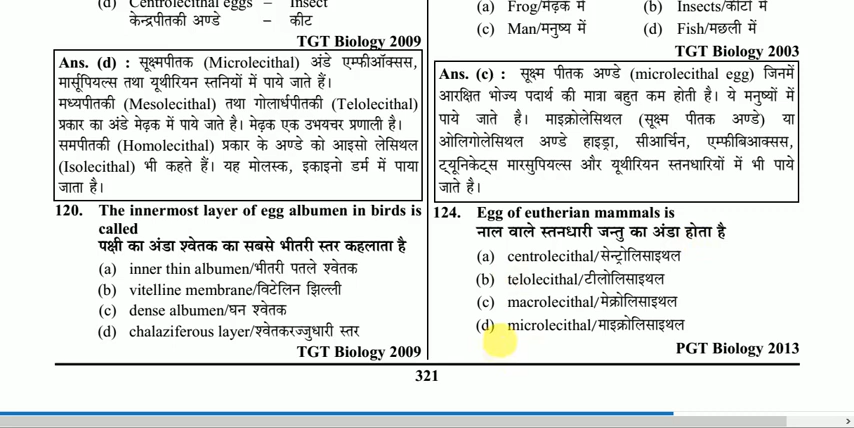 (d) Centrolecithal eggs – Insect
केन्द्रपीतकी अण्डे – कीट
TGT Biology 2009
Ans. (d) : सूक्ष्मपीतक (Microlecithal) अंडे एम्फीऑक्सस,
मार्सूपियल्स तथा यूथीरियन स्तनियों में पाये जाते हैं।
मध्यपीतकी (Mesolecithal) तथा गोलार्धपीतकी (Telolecithal)
प्रकार का अंडे मेढ़क में पाये जाते है। मेढ़क एक उभयचर प्रणाली है।
समपीतकी (Homolecithal) प्रकार के अण्डे को आइसो लेसिथल
(Isolecithal) भी कहते हैं। यह मोलस्क, इकाइनो डर्म में पाया
जाता है।
120. The innermost layer of egg albumen in birds is
called
पक्षी का अंडा श्वेतक का सबसे भीतरी स्तर कहलाता है
(a) inner thin albumen/भीतरी पतले श्वेतक
(b) vitelline membrane/विटेलिन झिल्ली
(c) dense albumen/घन श्वेतक
(d) chalaziferous layer/श्वेतकरज्जुधारी स्तर
TGT Biology 2009
(a) Frog/मेढ़क में (b) Insects/कीटों में
(c) Man/मनुष्य में (d) Fish/मछली में
TGT Biology 2003
Ans. (c) : सूक्ष्म पीतक अण्डे (microlecithal egg) जिनमें
आरक्षित भोज्य पदार्थ की मात्रा बहुत कम होती है। ये मनुष्यों में
पाये जाते है। माइक्रोलेसिथल (सूक्ष्म पीतक अण्डे) या
ओलिगोलेसिथल अण्डे हाइड्रा, सीआर्चिन, एम्फीबिआक्सस,
ट्यूनिकेट्स मारसुपियल्स और यूथीरियन स्तनधारियों में भी पाये
जाते है।
124. Egg of eutherian mammals is
नाल वाले स्तनधारी जन्तु का अंडा होता है
(a) centrolecithal/सेन्ट्रोलिसाइथल
(b) telolecithal/टीलोलिसाइथल
(c) macrolecithal/मेक्रोलिसाइथल
(d) microlecithal/माइक्रोलिसाइथल
PGT Biology 2013
321